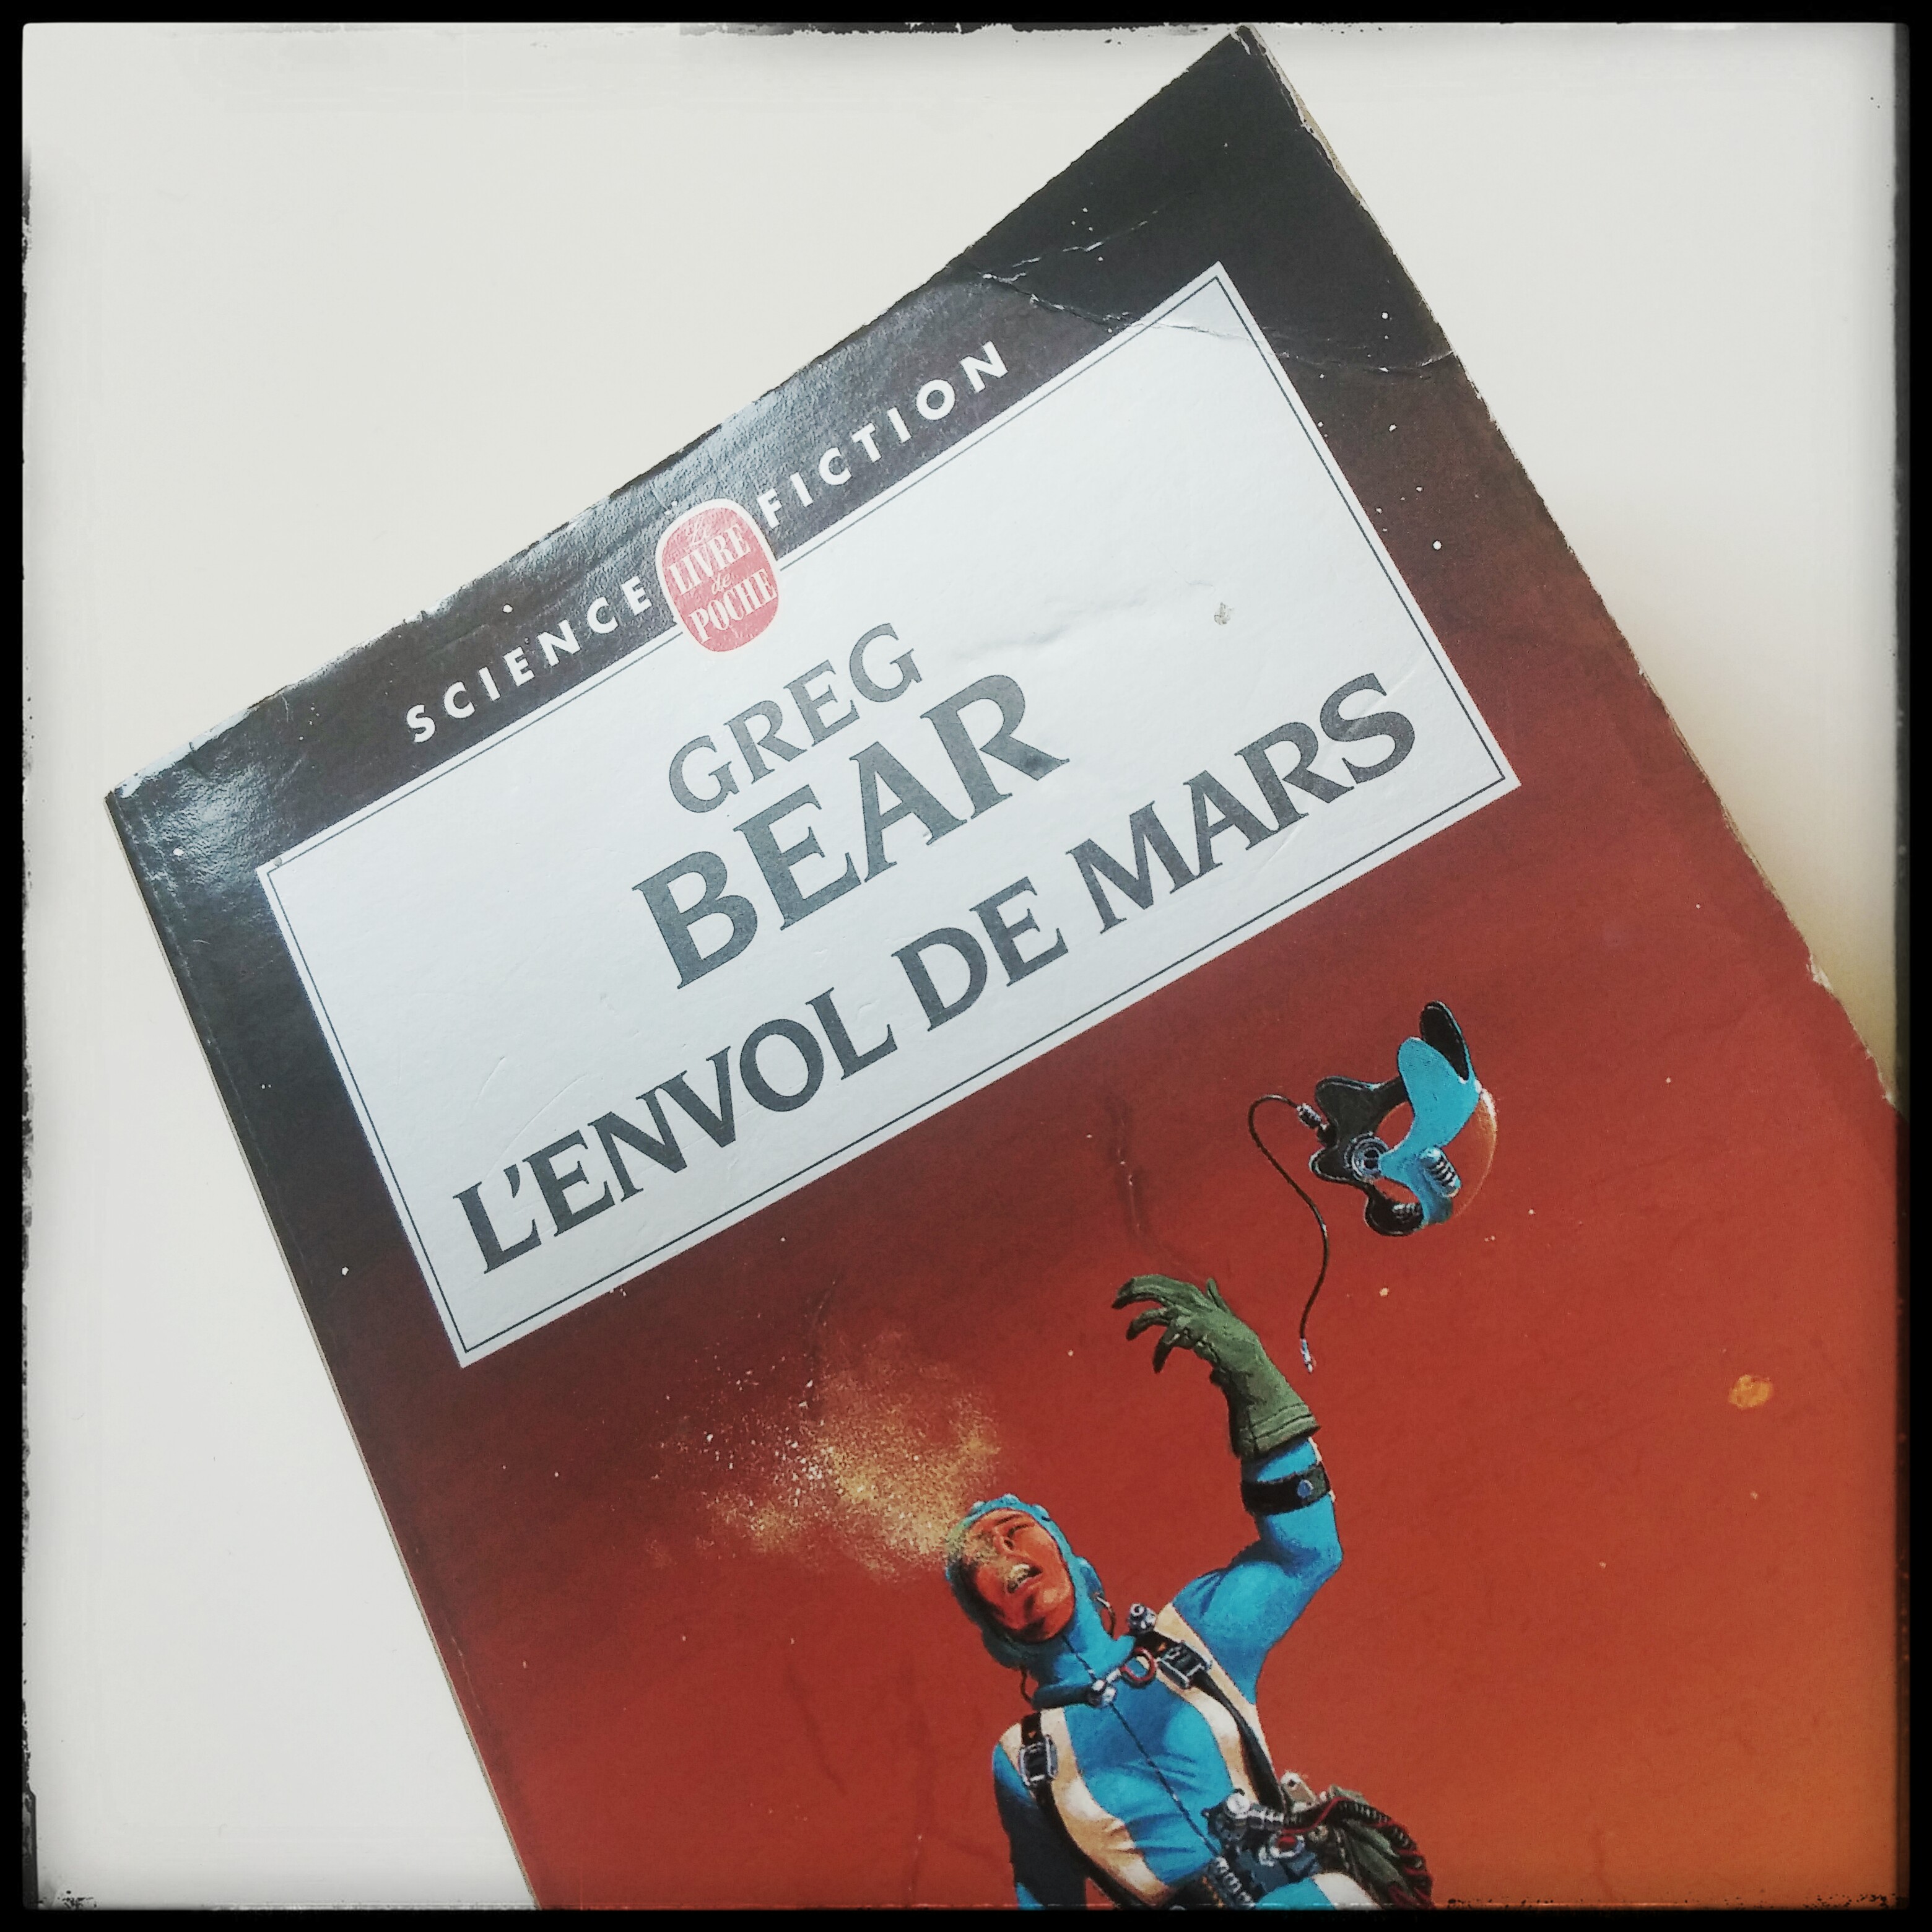 SCIENCE FICTION
Le
LIVRE
de
POCHE
GREG
BEAR
L'ENVOL DE MARS